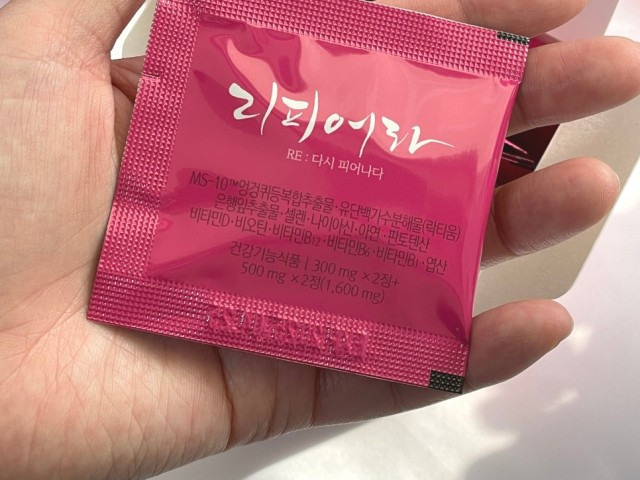 리피어라
RE : 다시 피어나다
MS-10™엉겅퀴등복합추출물·유단백가수분해물(락티움)
은행잎추출물·셀렌·나이아신·아연·판토텐산
비타민D·비오틴·비타민B12·비타민B6·비타민B1·엽산
건강기능식품 | 300 mg ×2정+
500 mg ×2정(1,600 mg)